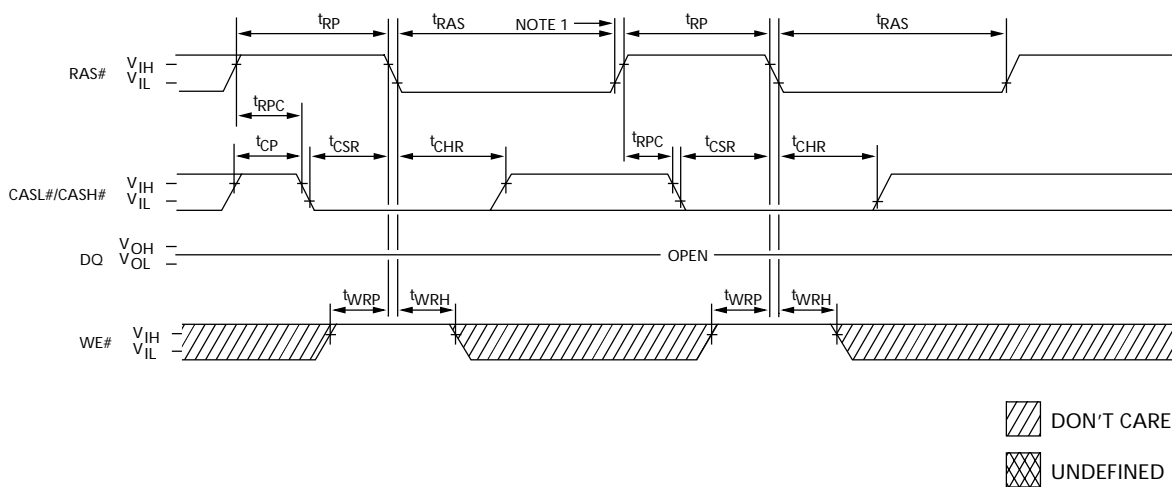 tRP tRAS NOTE 1 tRP tRAS
RAS# VIH
VIL
tRPC
tCP tCSR tCHR tRPC tCSR tCHR
CASL#/CASH# VIH
VIL
DQ VOH
VOL
OPEN
tWRP tWRH tWRP tWRH
WE# VIH
VIL
DON'T CARE
UNDEFINED